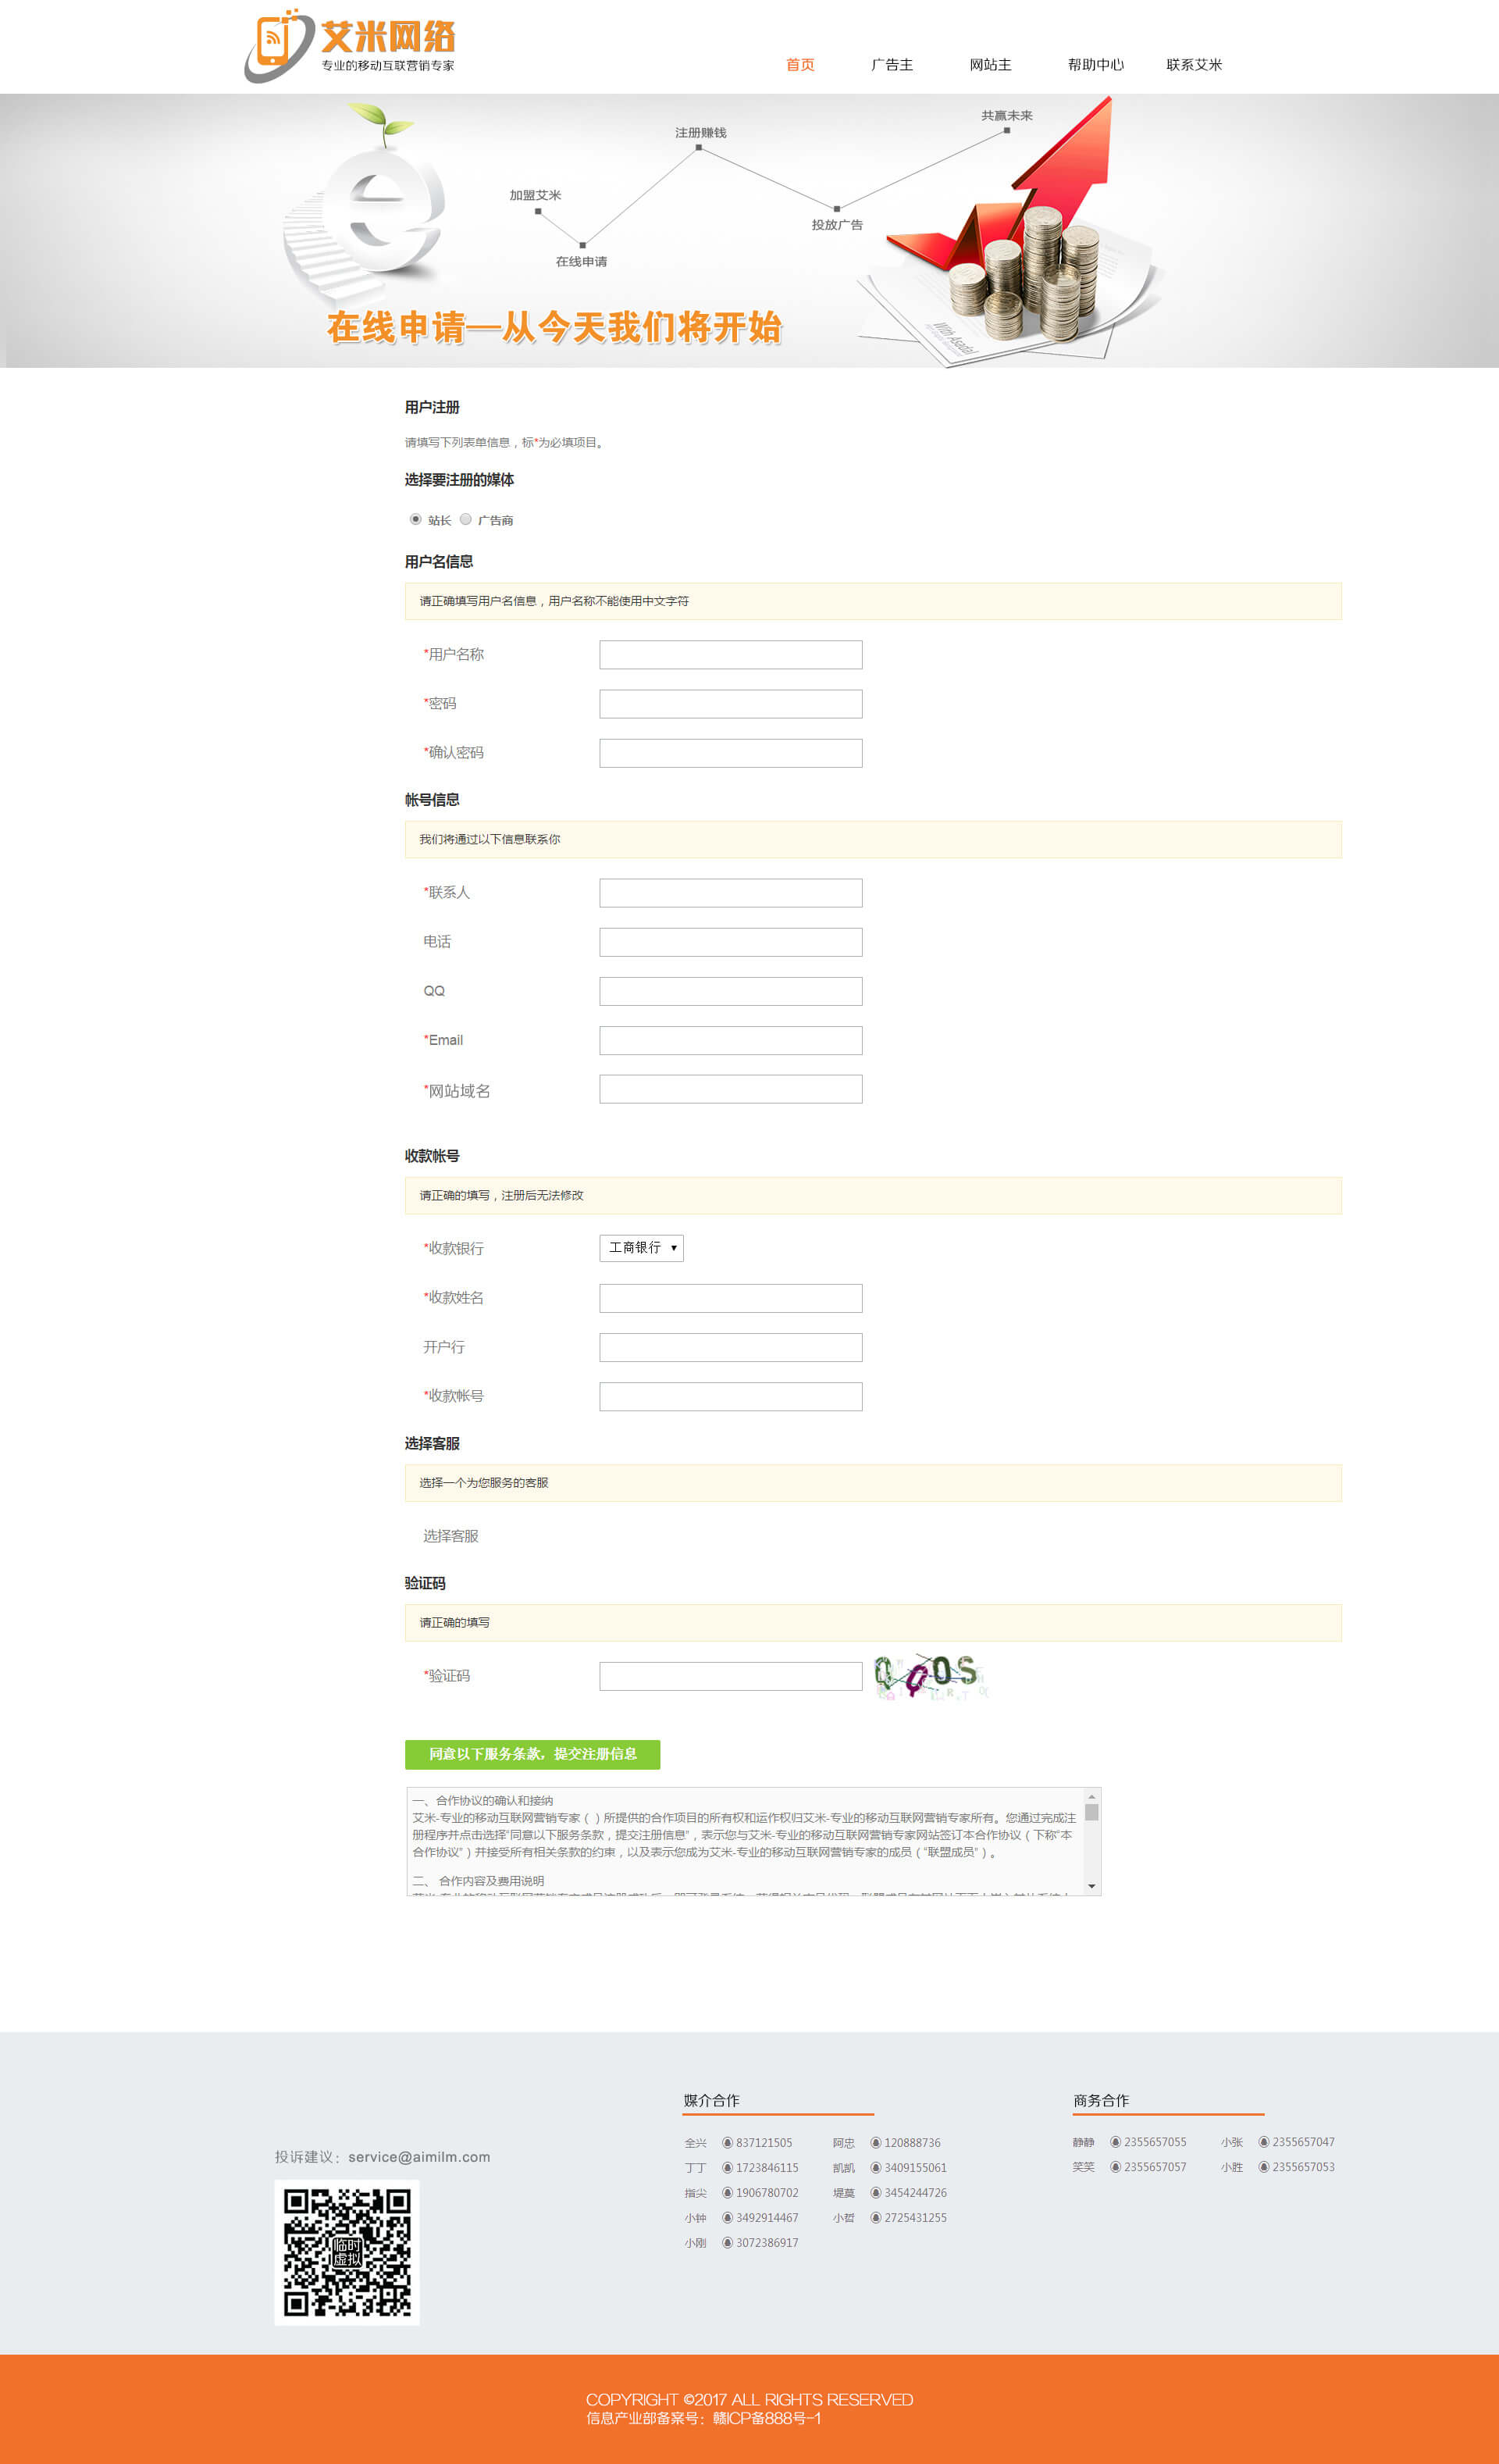 艾米网络
专业的移动互联营销专家
首页 广告主 网站主 帮助中心 联系艾米
共赢未来
注册赚钱
加盟艾米
投放广告
在线申请
在线申请—从今天我们将开始
With Asadal
用户注册
请填写下列表单信息，标*为必填项目。
选择要注册的媒体
站长 广告商
用户名信息
请正确填写用户名信息，用户名称不能使用中文字符
*用户名称
*密码
*确认密码
帐号信息
我们将通过以下信息联系你
*联系人
电话
QQ
*Email
*网站域名
收款帐号
请正确的填写，注册后无法修改
*收款银行 工商银行
*收款姓名
开户行
*收款帐号
选择客服
选择一个为您服务的客服
选择客服
验证码
请正确的填写
*验证码 QQOS
同意以下服务条款，提交注册信息
一、合作协议的确认和接纳
艾米-专业的移动互联网营销专家（ ）所提供的合作项目的所有权和运作权归艾米-专业的移动互联网营销专家所有。您通过完成注
册程序并点击选择“同意以下服务条款，提交注册信息”，表示您与艾米-专业的移动互联网营销专家网站签订本合作协议（下称“本
合作协议”）并接受所有相关条款的约束，以及表示您成为艾米-专业的移动互联网营销专家的成员（“联盟成员”）。
二、 合作内容及费用说明
媒介合作 商务合作
全兴 837121505 阿忠 120888736 静静 2355657055 小张 2355657047
丁丁 1723846115 凯凯 3409155061 笑笑 2355657057 小胜 2355657053
指尖 1906780702 堤莫 3454244726
小钟 3492914467 小哲 2725431255
小刚 3072386917
投诉建议：service@aimilm.com
临时
虚拟
COPYRIGHT ©2017 ALL RIGHTS RESERVED
信息产业部备案号：赣ICP备888号-1